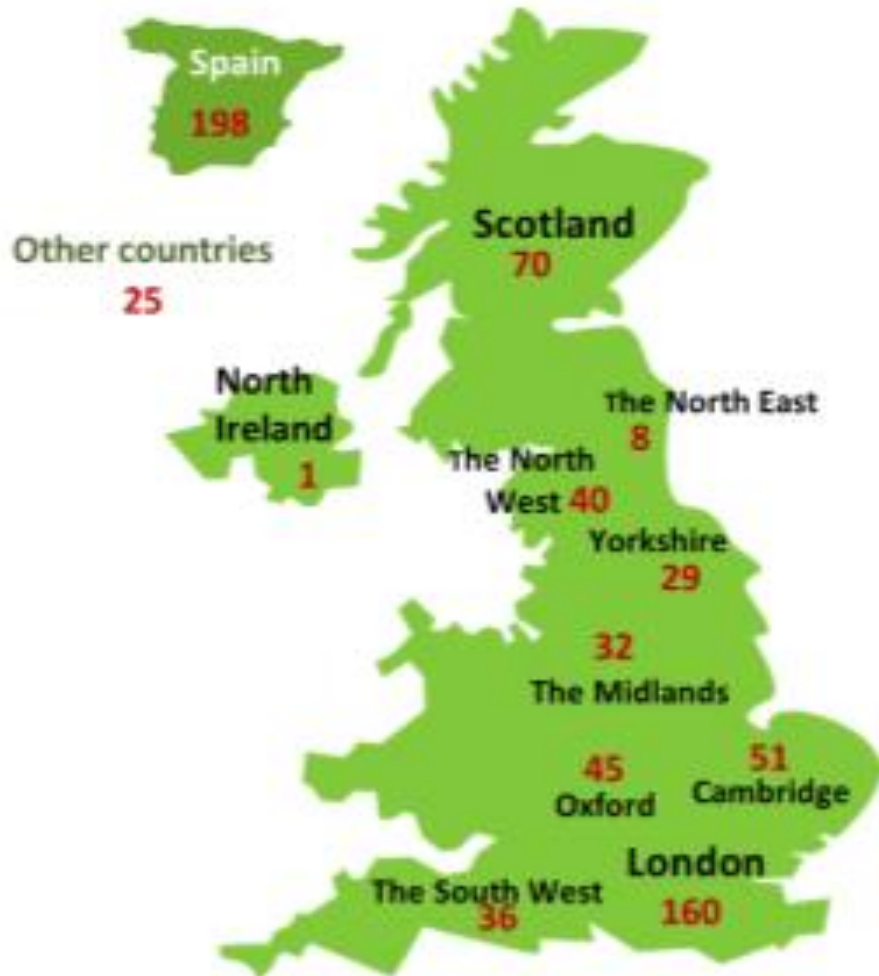 Spain
198
Scotland
70
Other countries
25
North
Ireland
1
The North East
8
The North
West 40
Yorkshire
29
32
The Midlands
45
Oxford
51
Cambridge
London
160
The South West
36